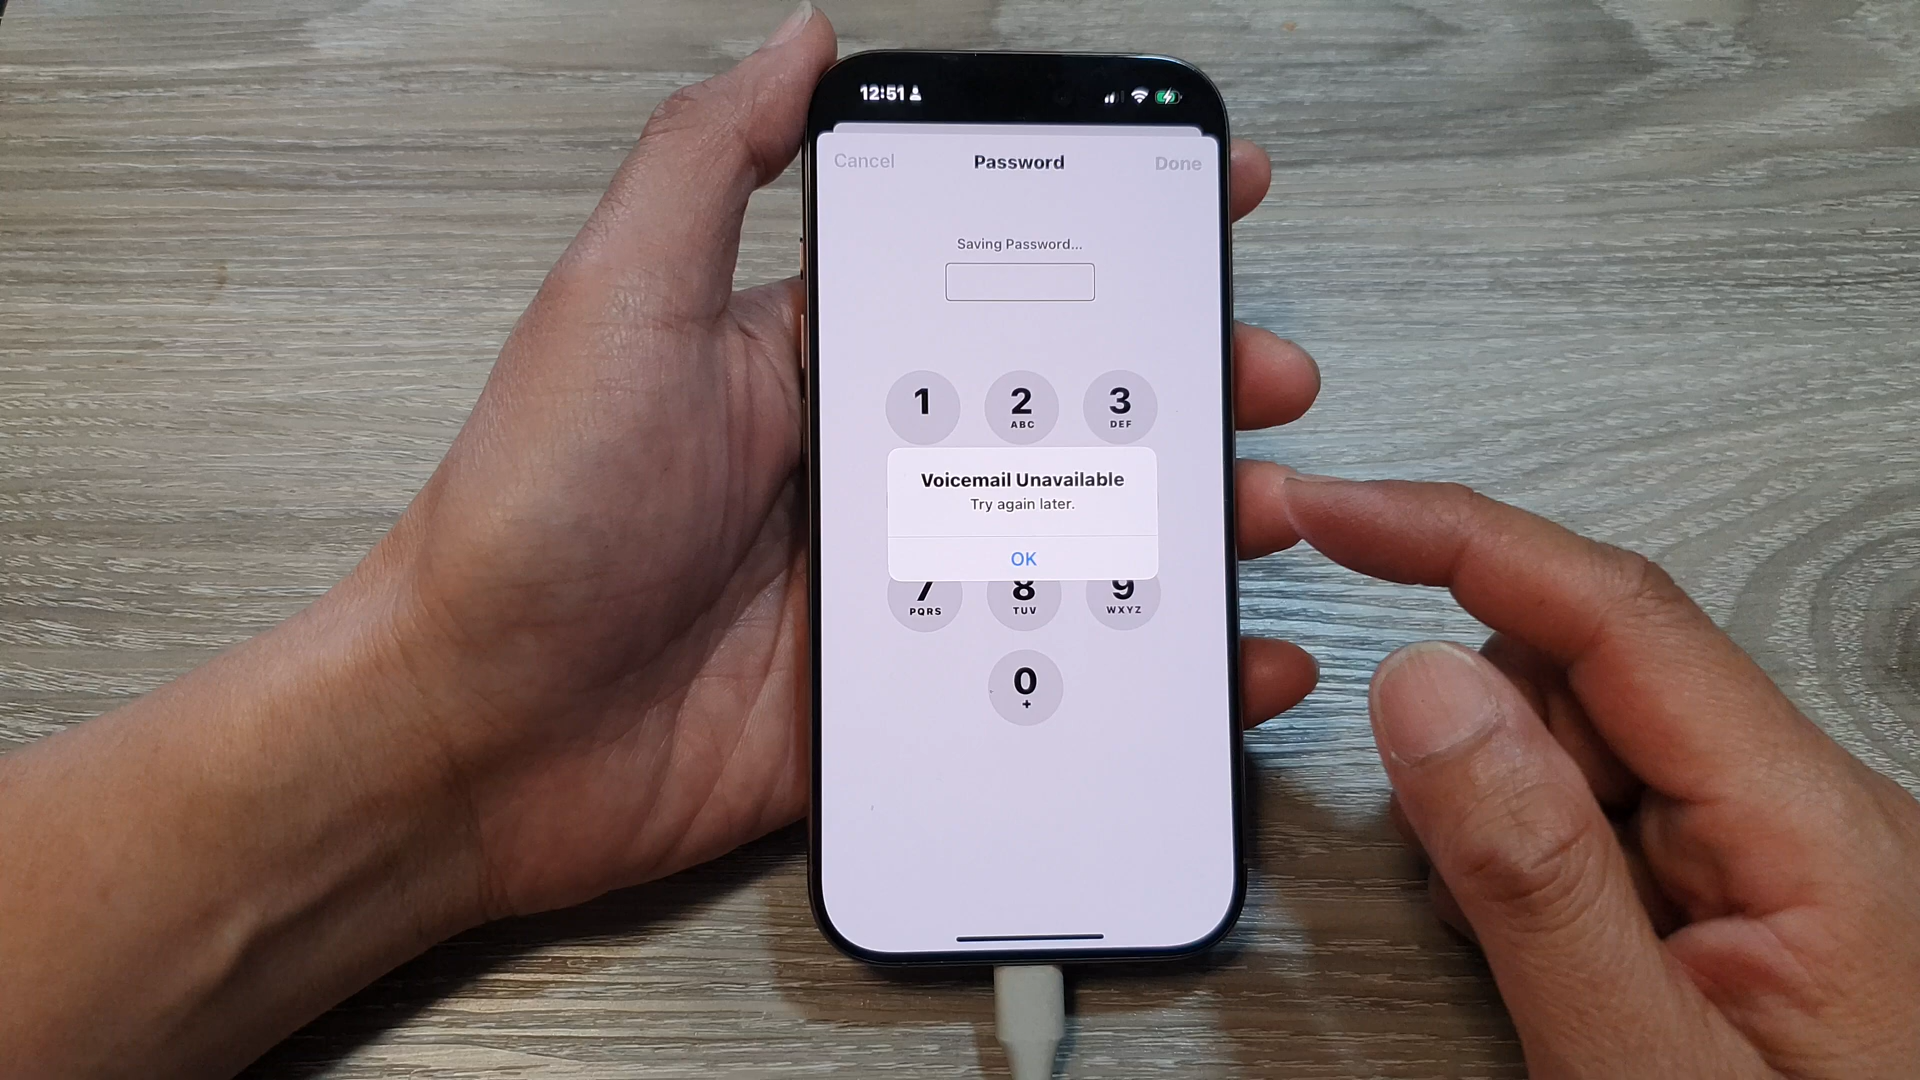 12:51
Cancel Password Done
Saving Password...
1 2 3
ABC DEF
Voicemail Unavailable
Try again later.
OK
7 8 9
PQRS TUV WXYZ
0
+